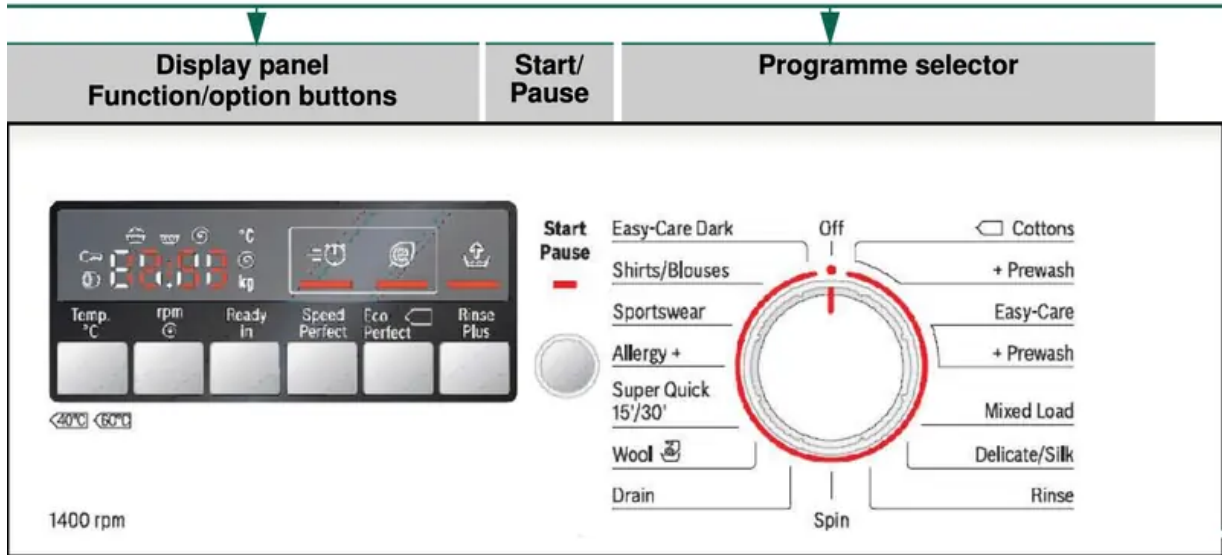 Display panel
Function/option buttons
Start/
Pause
Programme selector
°C
kg
Temp.
°C
rpm
Ready
in
Speed
Perfect
Eco
Perfect
Rinse
Plus
40°C 60°C
1400 rpm
Start
Pause
Easy-Care Dark
Shirts/Blouses
Sportswear
Allergy +
Super Quick
15'/30'
Wool
Drain
Off
Spin
Cottons
+ Prewash
Easy-Care
+ Prewash
Mixed Load
Delicate/Silk
Rinse